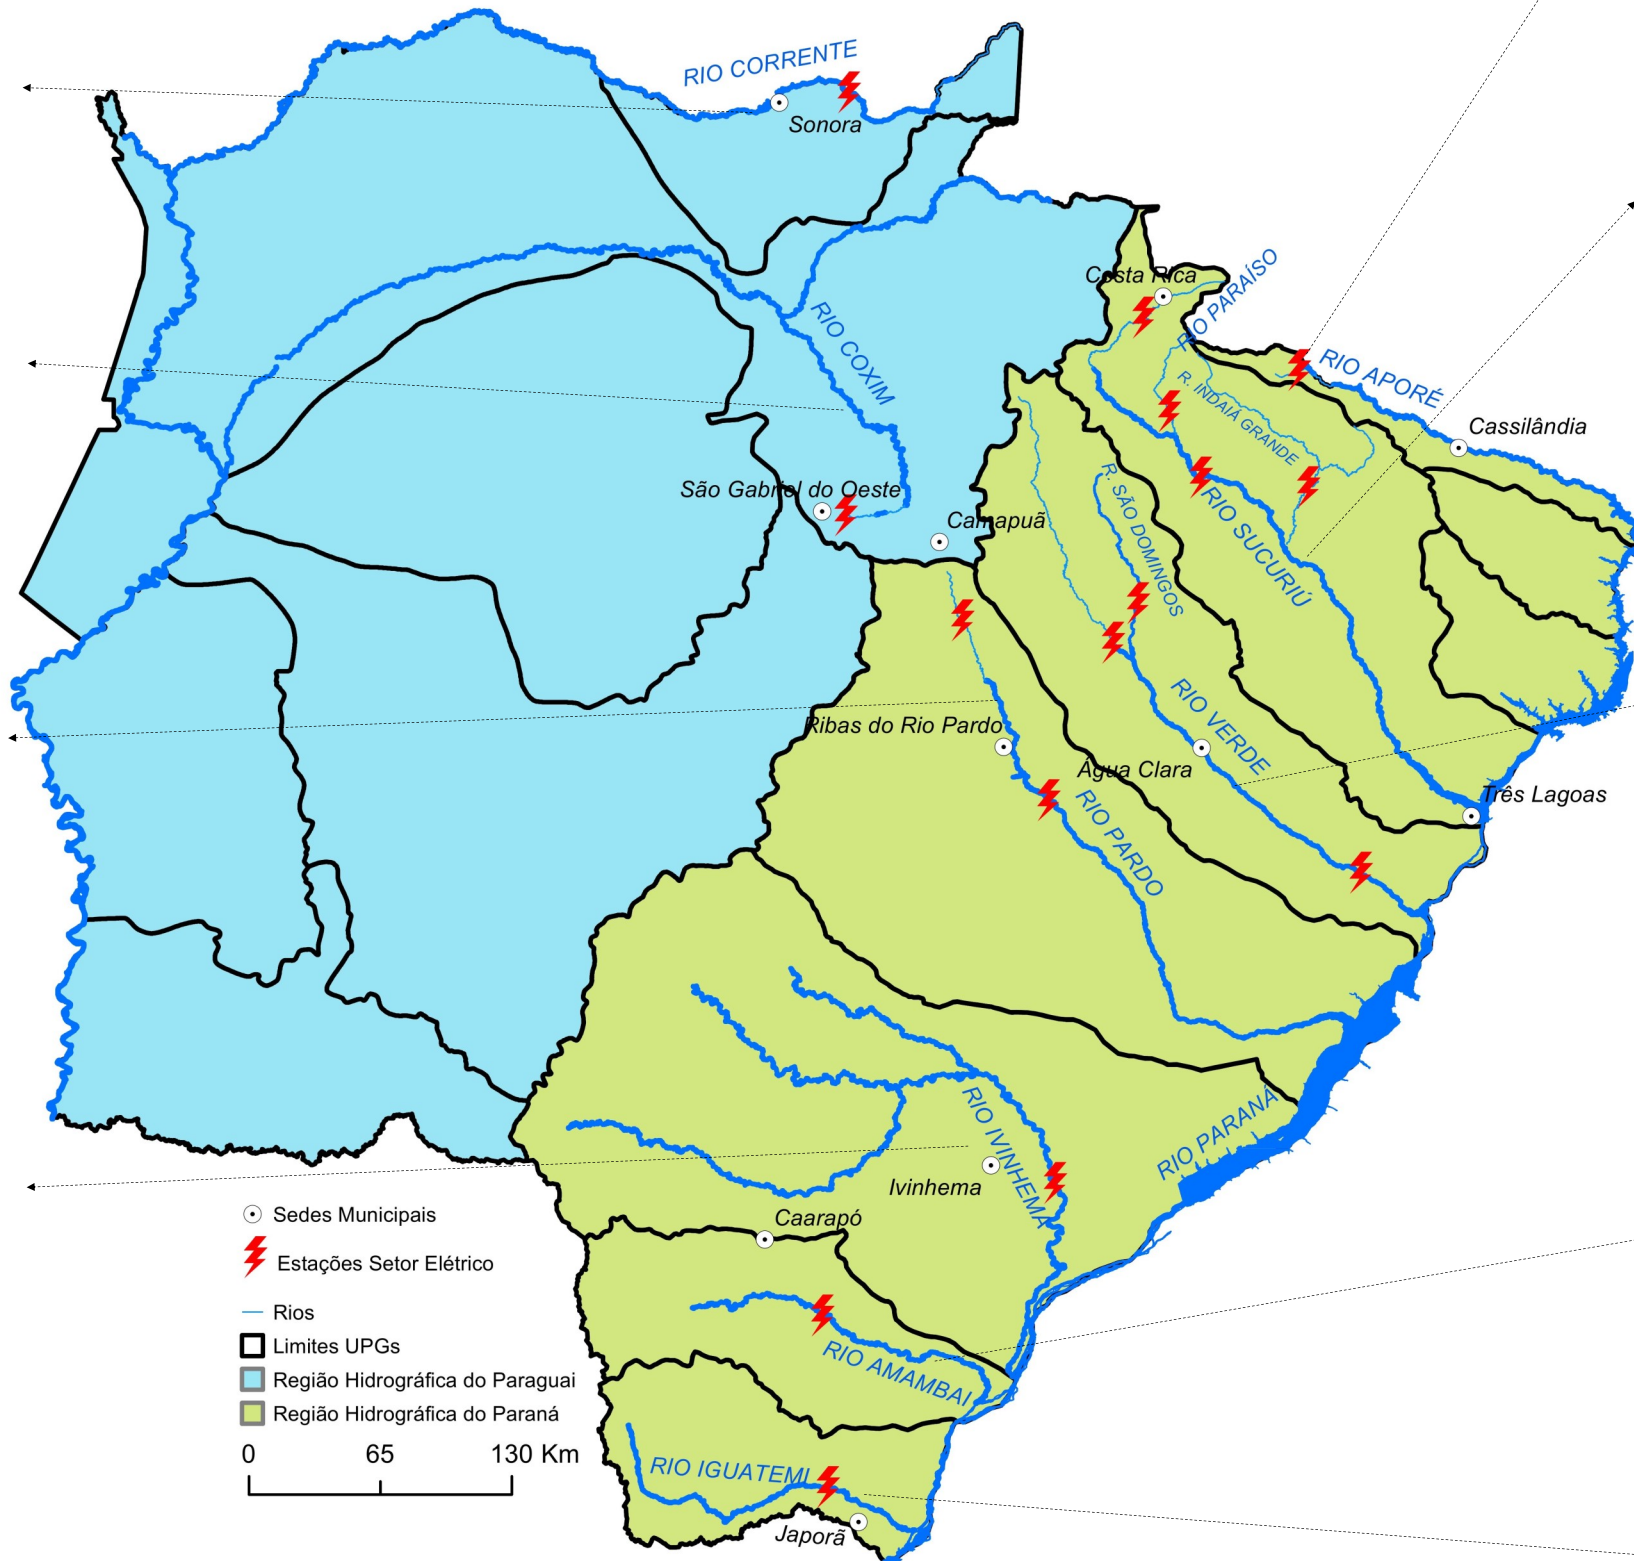 RIO CORRENTE
Sonora
Costa Rica
RIO PARAÍSO
RIO COXIM
R. INDAIÁ GRANDE
RIO APORÉ
Cassilândia
São Gabriel do Oeste
Camapuã
R. SÃO DOMINGOS
RIO SUCURIÚ
Ribas do Rio Pardo
RIO VERDE
Água Clara
Três Lagoas
RIO PARDO
RIO IVINHEMA
RIO PARANÁ
Ivinhema
Caarapó
RIO AMAMBAI
RIO IGUATEMI
Japorã
Sedes Municipais
Estações Setor Elétrico
Rios
Limites UPGs
Região Hidrográfica do Paraguai
Região Hidrográfica do Paraná
0 65 130 Km